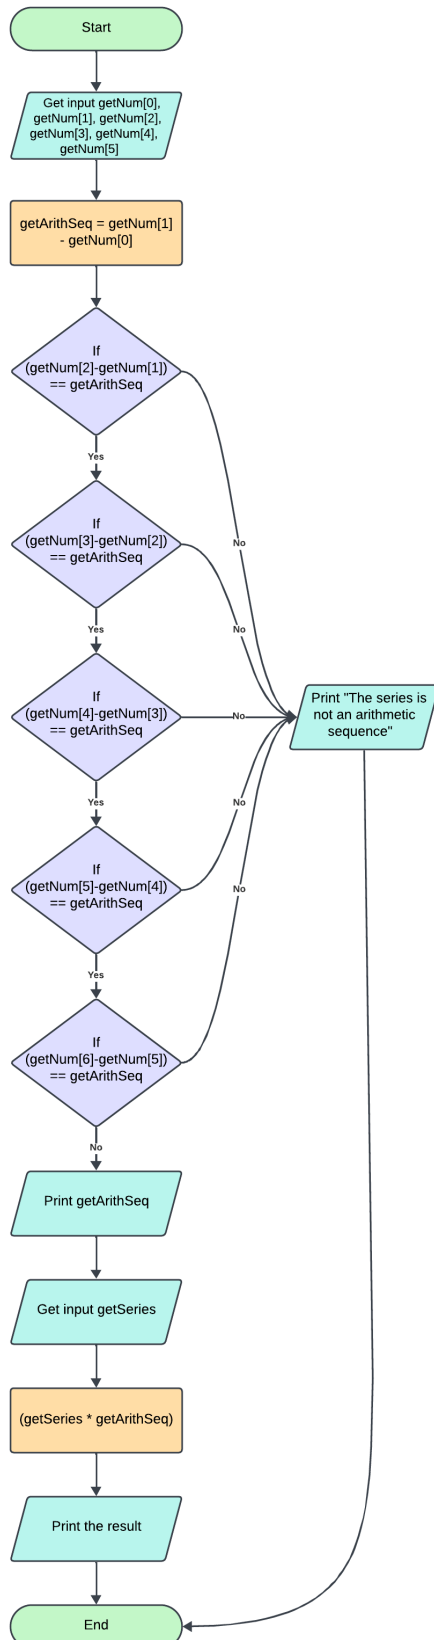 Start
Get input getNum[0],
getNum[1], getNum[2],
getNum[3], getNum[4],
getNum[5]
getArithSeq = getNum[1]
- getNum[0]
If
(getNum[2]-getNum[1])
== getArithSeq
Yes
No
If
(getNum[3]-getNum[2])
== getArithSeq
Yes
No
If
(getNum[4]-getNum[3])
== getArithSeq
Yes
No
Print "The series is
not an arithmetic
sequence"
If
(getNum[5]-getNum[4])
== getArithSeq
Yes
No
If
(getNum[6]-getNum[5])
== getArithSeq
No
No
Print getArithSeq
Get input getSeries
(getSeries * getArithSeq)
Print the result
End